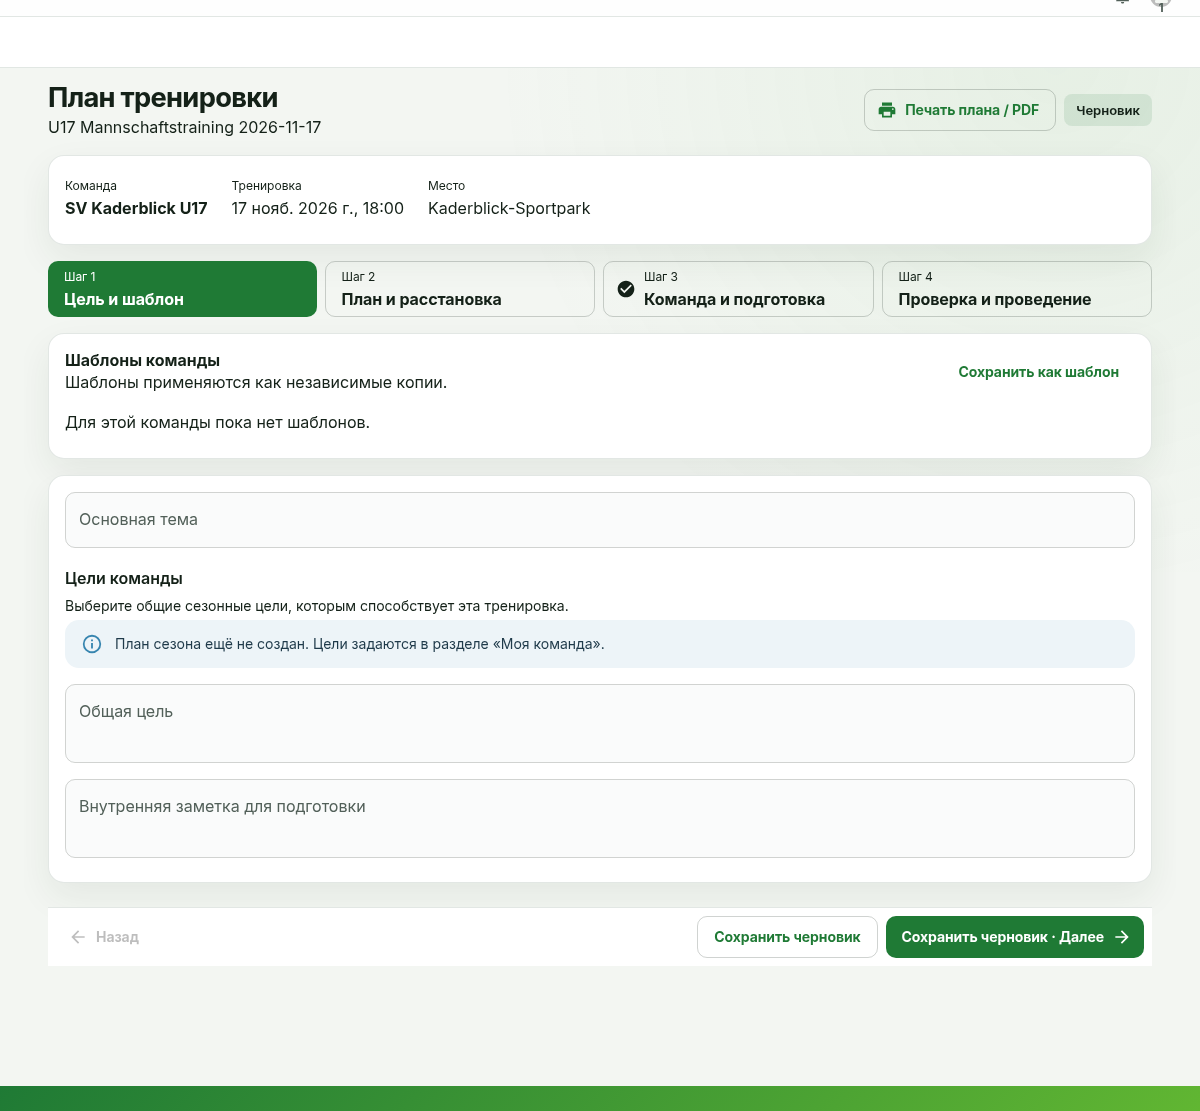 План тренировки
U17 Mannschaftstraining 2026-11-17
Печать плана / PDF
Черновик
Команда
SV Kaderblick U17
Тренировка
17 нояб. 2026 г., 18:00
Место
Kaderblick-Sportpark
Шаг 1
Цель и шаблон
Шаг 2
План и расстановка
Шаг 3
Команда и подготовка
Шаг 4
Проверка и проведение
Шаблоны команды
Шаблоны применяются как независимые копии.
Сохранить как шаблон
Для этой команды пока нет шаблонов.
Основная тема
Цели команды
Выберите общие сезонные цели, которым способствует эта тренировка.
План сезона ещё не создан. Цели задаются в разделе «Моя команда».
Общая цель
Внутренняя заметка для подготовки
Назад
Сохранить черновик
Сохранить черновик · Далее